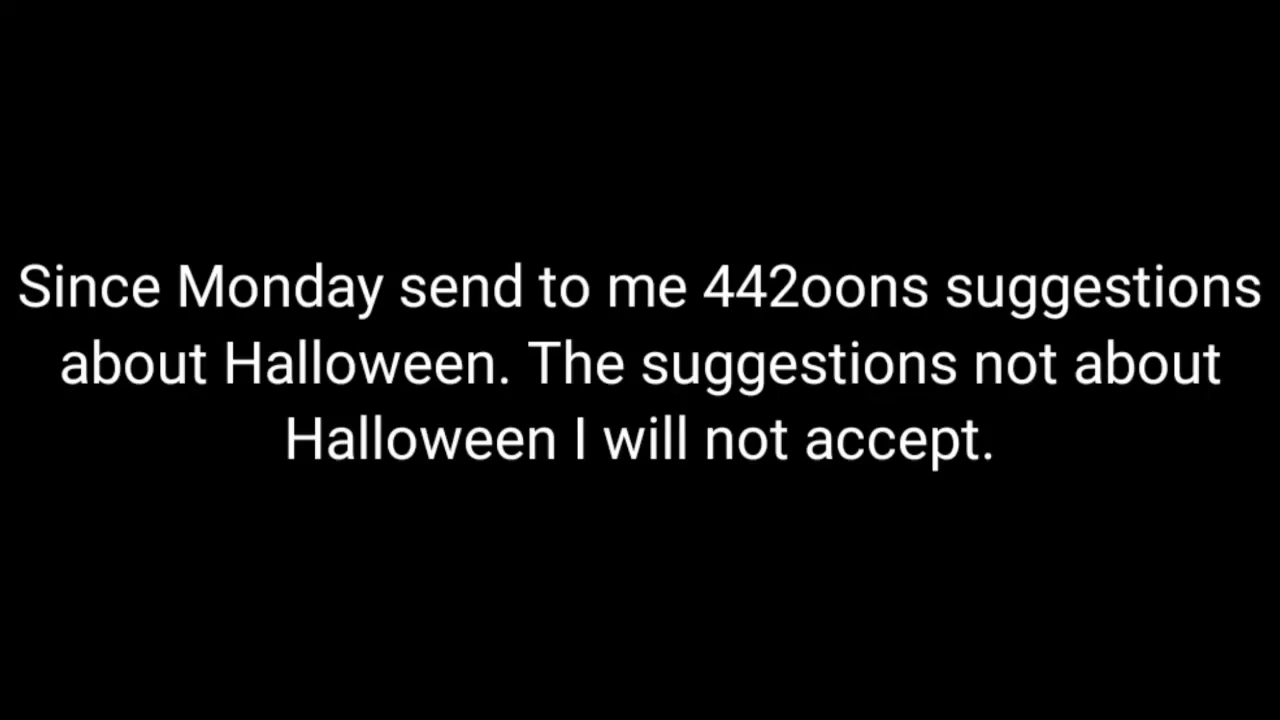 Since Monday send to me 442oons suggestions
about Halloween. The suggestions not about
Halloween I will not accept.